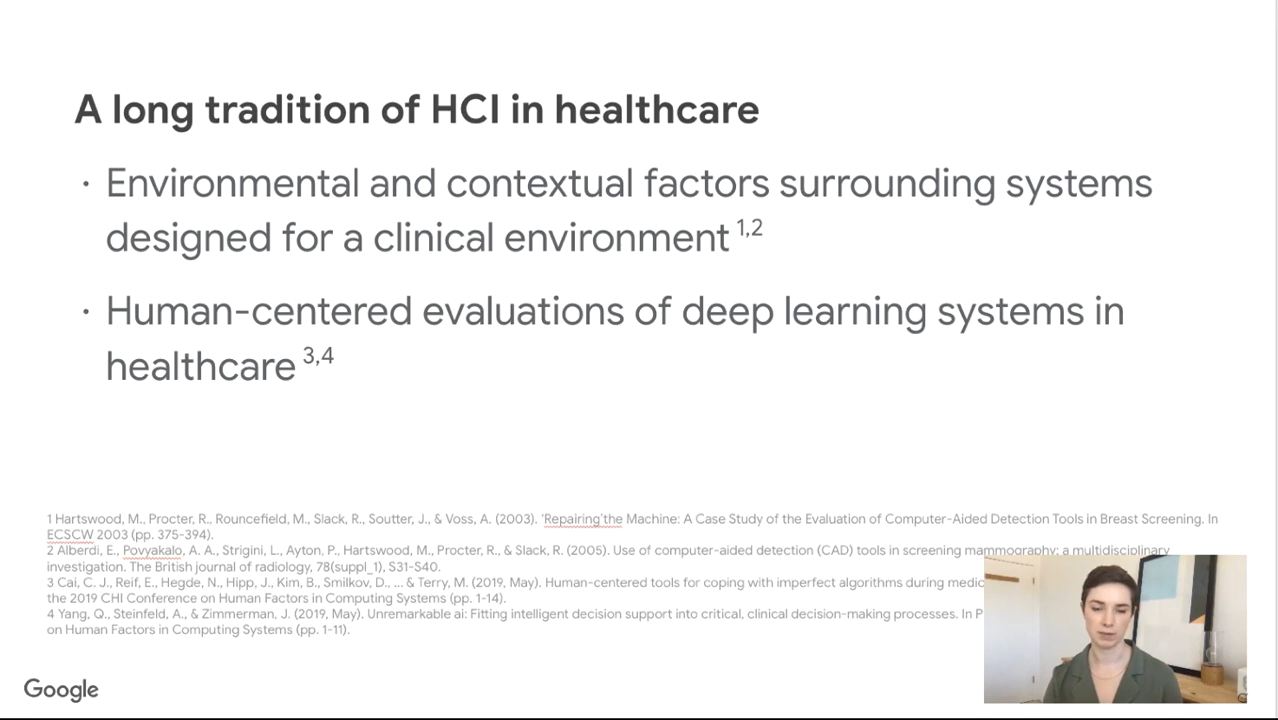 A long tradition of HCI in healthcare
· Environmental and contextual factors surrounding systems
designed for a clinical environment 1,2
· Human-centered evaluations of deep learning systems in
healthcare 3,4
1 Hartswood, M., Procter, R., Rouncefield, M., Slack, R., Soutter, J., & Voss, A. (2003). 'Repairing'the Machine: A Case Study of the Evaluation of Computer-Aided Detection Tools in Breast Screening. In
ECSCW 2003 (pp. 375-394).
2 Alberdi, E., Povyakalo, A. A., Strigini, L., Ayton, P., Hartswood, M., Procter, R., & Slack, R. (2005). Use of computer-aided detection (CAD) tools in screening mammography: a multidisciplinary
investigation. The British journal of radiology, 78(suppl_1), S31-S40.
3 Cai, C. J., Reif, E., Hegde, N., Hipp, J., Kim, B., Smilkov, D., ... & Terry, M. (2019, May). Human-centered tools for coping with imperfect algorithms during
the 2019 CHI Conference on Human Factors in Computing Systems (pp. 1-14).
4 Yang, Q., Steinfeld, A., & Zimmerman, J. (2019, May). Unremarkable ai: Fitting intelligent decision support into critical, clinical decision-making processes. In
on Human Factors in Computing Systems (pp. 1-11).
Google